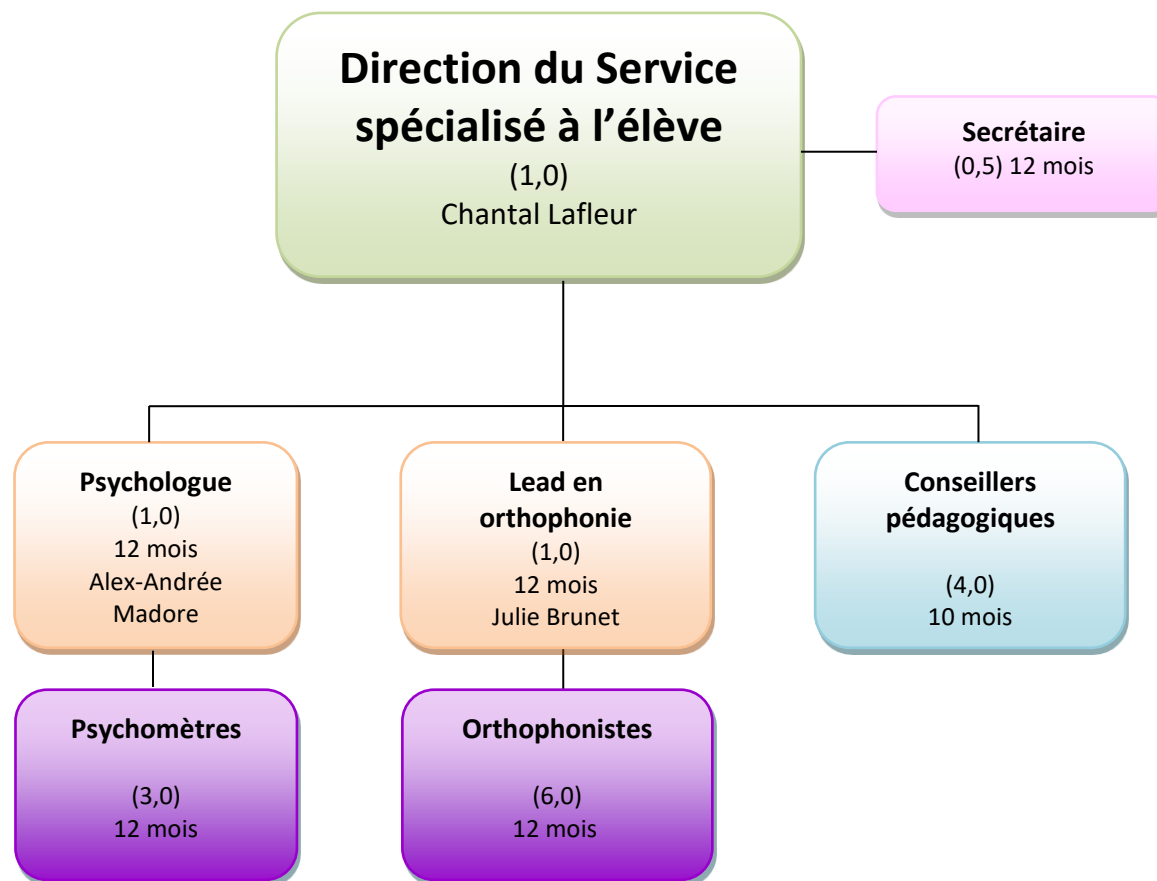 Direction du Service
spécialisé à l’élève
(1,0)
Chantal Lafleur
Secrétaire
(0,5) 12 mois
Psychologue
(1,0)
12 mois
Alex-Andrée
Madore
Lead en
orthophonie
(1,0)
12 mois
Julie Brunet
Conseillers
pédagogiques
(4,0)
10 mois
Psychomètres
(3,0)
12 mois
Orthophonistes
(6,0)
12 mois